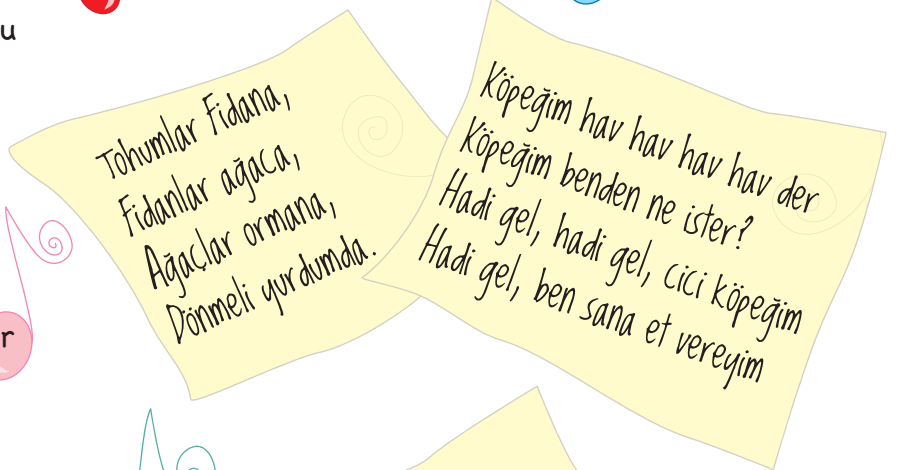 u
Tohumlar Fidana,
Fidanlar ağaca,
Ağaçlar ormana,
Dönmeli yurdumda.
Köpeğim hav hav hav hav der
Köpeğim benden ne ister?
Hadi gel, hadi gel, cici köpeğim
Hadi gel, ben sana et vereyim
r